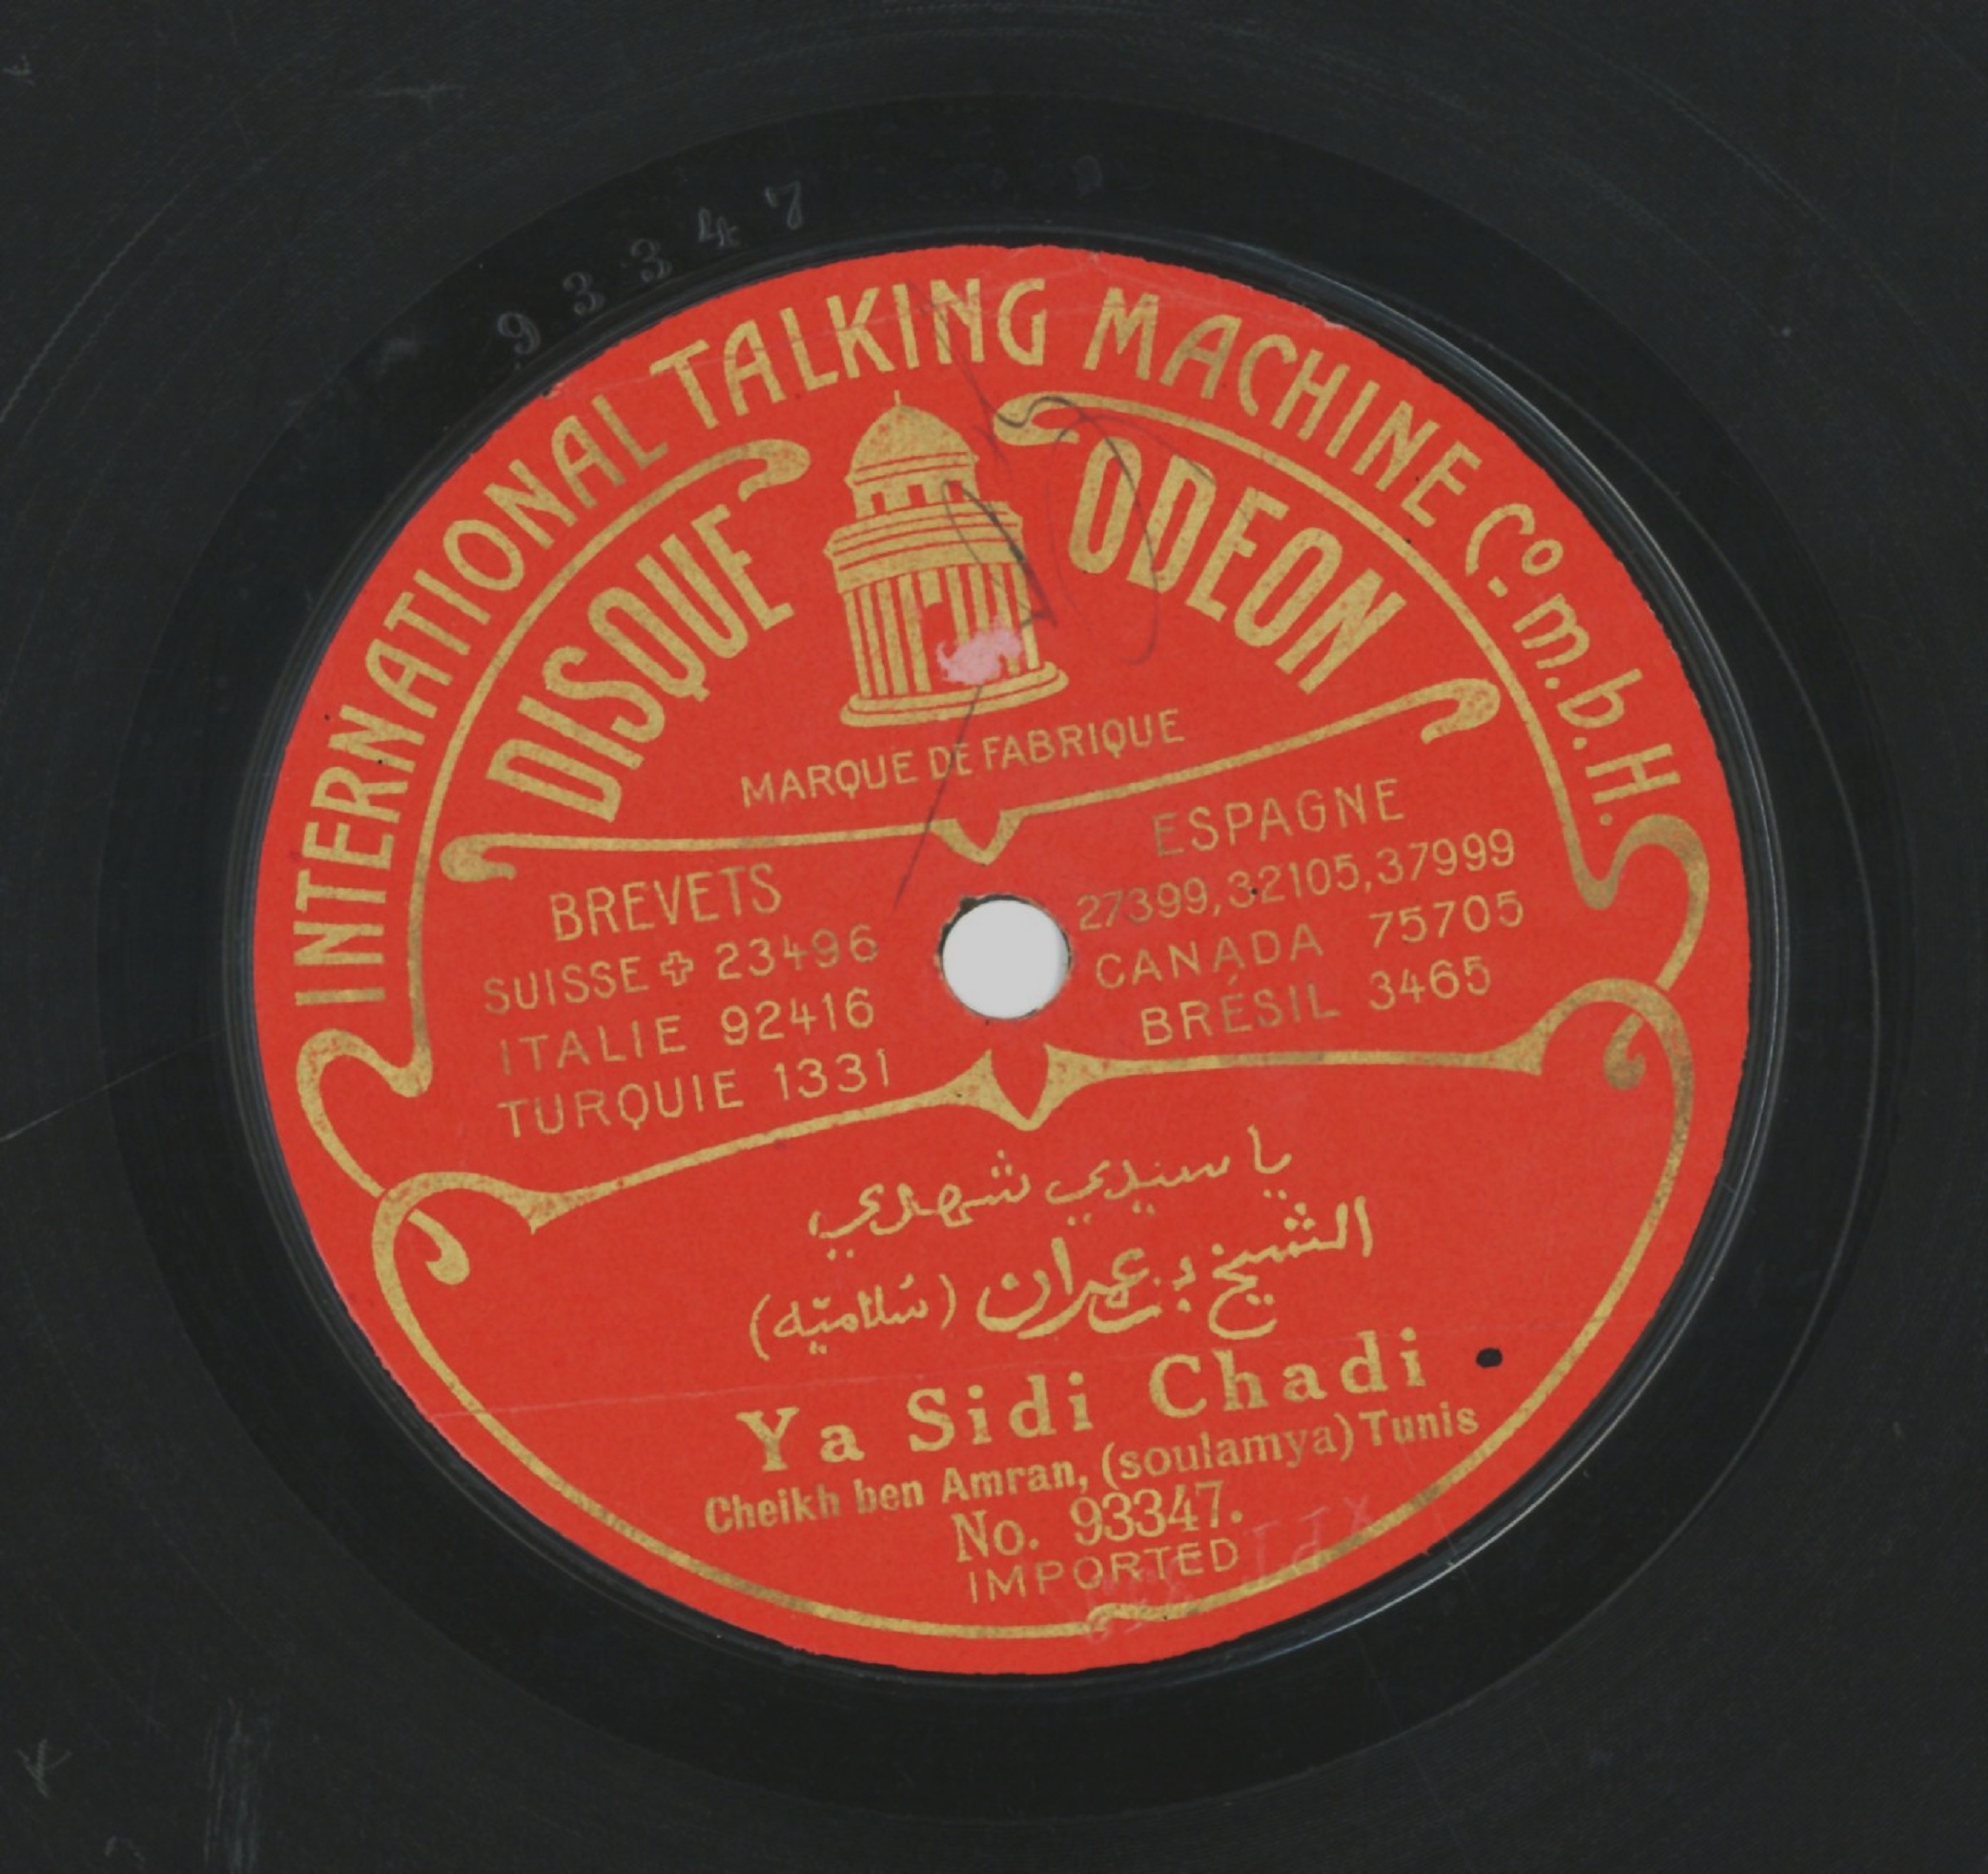 93347
INTERNATIONAL TALKING MACHINE Co. m.b.H.
DISQUE ODEON
MARQUE DE FABRIQUE
BREVETS
SUISSE ✚ 23496
ITALIE 92416
TURQUIE 1331
ESPAGNE
27399,32105,37999
CANADA 75705
BRÉSIL 3465
يا سيدي شهدي
الشيخ بن عمران (سُلاميّه)
Ya Sidi Chadi
Cheikh ben Amran, (soulamya) Tunis
No. 93347.
IMPORTED